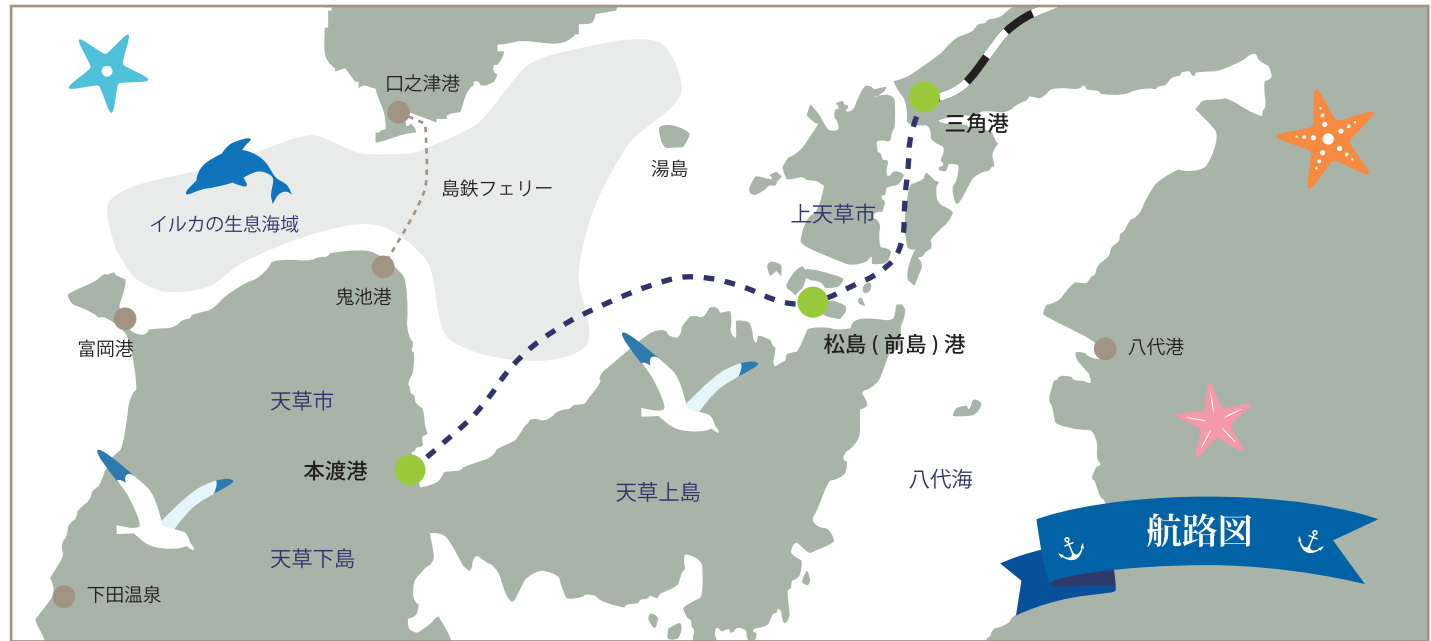 口之津港
三角港
湯島
島鉄フェリー
上天草市
イルカの生息海域
鬼池港
富岡港
松島(前島)港
八代港
天草市
本渡港
天草上島
八代海
航路図
天草下島
下田温泉